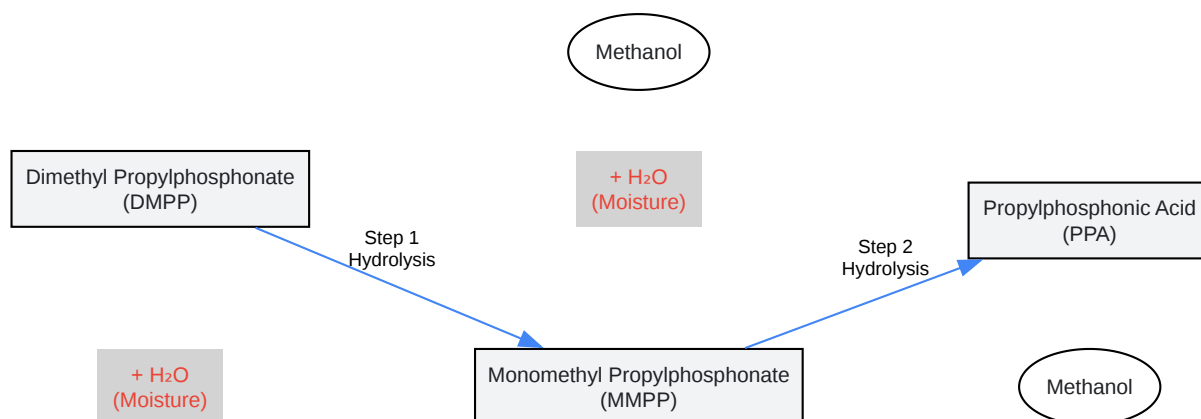 Methanol
Dimethyl Propylphosphonate
(DMPP)
+ H₂O
(Moisture)
Propylphosphonic Acid
(PPA)
Step 1
Hydrolysis
Step 2
Hydrolysis
+ H₂O
(Moisture)
Monomethyl Propylphosphonate
(MMPP)
Methanol